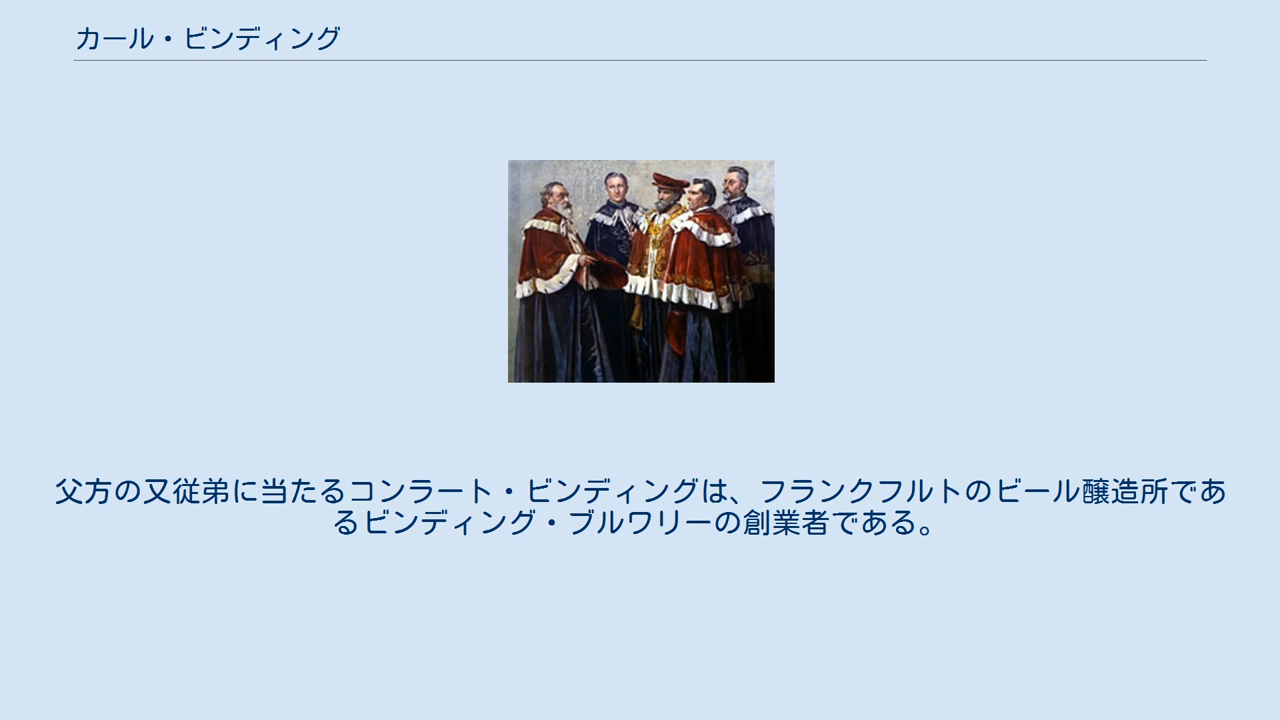 カール・ビンディング
父方の又従弟に当たるコンラート・ビンディングは、フランクフルトのビール醸造所であ
るビンディング・ブルワリーの創業者である。